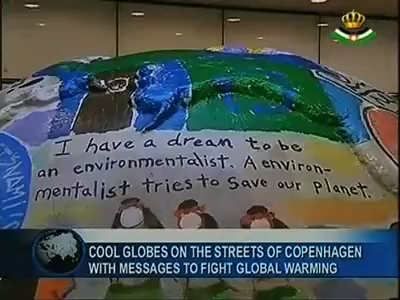 I have a dream to be
an environmentalist. A environ-
mentalist tries to save our planet.
COOL GLOBES ON THE STREETS OF COPENHAGEN
WITH MESSAGES TO FIGHT GLOBAL WARMING